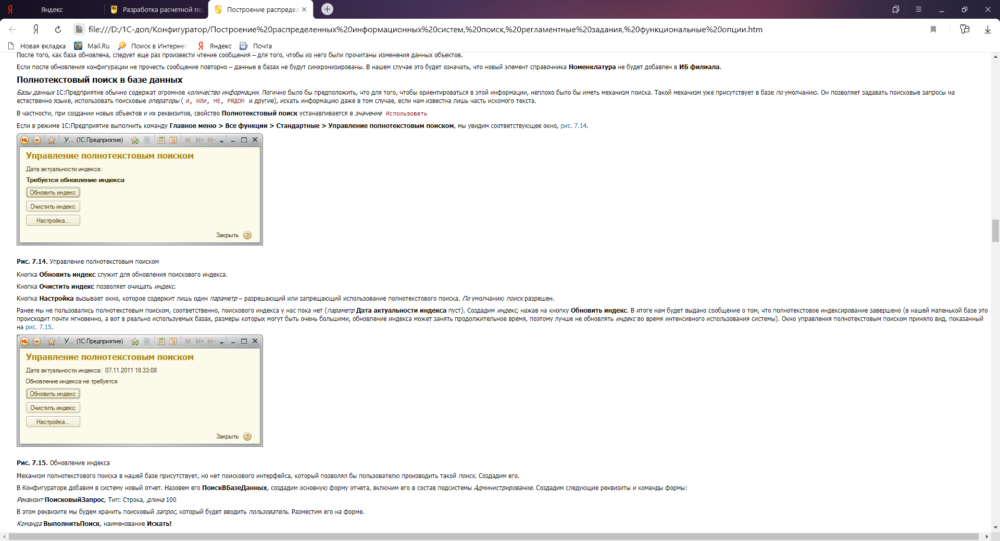 Яндекс
Разработка расчетной по
Построение распредел
file:///D:/1С-доп/Конфигуратор/Построение%20распределенных%20информационных%20систем,%20поиск,%20регламентные%20задания,%20функциональные%20опции.htm
Новая вкладка Mail.Ru Поиск в Интернет Яндекс Почта
После того, как база обновлена, следует еще раз произвести чтение сообщения – для того, чтобы из него были прочитаны изменения данных объектов.
Если после обновления конфигурации не прочесть сообщение повторно – данные в базах не будут синхронизированы. В нашем случае это будет означать, что новый элемент справочника Номенклатура не будет добавлен в ИБ филиала.
Полнотекстовый поиск в базе данных
Базы данных 1С:Предприятие обычно содержат огромное количество информации. Логично было бы предположить, что для того, чтобы ориентироваться в этой информации, неплохо было бы иметь механизм поиска. Такой механизм уже присутствует в базе по умолчанию. Он позволяет задавать поисковые запросы на
естественно языке, использовать поисковые операторы ( И, ИЛИ, НЕ, РЯДОМ и другие), искать информацию даже в том случае, если нам известна лишь часть искомого текста.
В частности, при создании новых объектов и их реквизитов, свойство Полнотекстовый поиск устанавливается в значение Использовать
Если в режиме 1С:Предприятие выполнить команду Главное меню > Все функции > Стандартные > Управление полнотекстовым поиском, мы увидим соответствующее окно, рис. 7.14.
У... (1С:Предприятие) 31 M M+ M-
Управление полнотекстовым поиском
Дата актуальности индекса:
Требуется обновление индекса
Обновить индекс
Очистить индекс
Настройка...
Закрыть ?
Рис. 7.14. Управление полнотекстовым поиском
Кнопка Обновить индекс служит для обновления поискового индекса.
Кнопка Очистить индекс позволяет очищать индекс.
Кнопка Настройка вызывает окно, которое содержит лишь один параметр – разрешающий или запрещающий использование полнотекстового поиска. По умолчанию поиск разрешен.
Ранее мы не пользовались полнотекстовым поиском, соответственно, поискового индекса у нас пока нет (параметр Дата актуальности индекса пуст). Создадим индекс, нажав на кнопку Обновить индекс. В итоге нам будет выдано сообщение о том, что полнотекстовое индексирование завершено (в нашей маленькой базе это
происходит почти мгновенно, а вот в реально используемых базах, размеры которых могут быть очень большими, обновление индекса может занять продолжительное время, поэтому лучше не обновлять индекс во время интенсивного использования системы). Окно управления полнотекстовым поиском приняло вид, показанный
на рис. 7.15.
У... (1С:Предприятие) 31 M M+ M-
Управление полнотекстовым поиском
Дата актуальности индекса: 07.11.2011 18:33:08
Обновление индекса не требуется
Обновить индекс
Очистить индекс
Настройка...
Закрыть ?
Рис. 7.15. Обновление индекса
Механизм полнотекстового поиска в нашей базе присутствует, но нет поискового интерфейса, который позволял бы пользователю производить такой поиск. Создадим его.
В Конфигураторе добавим в систему новый отчет. Назовем его ПоискВБазеДанных, создадим основную форму отчета, включим его в состав подсистемы Администрирование. Создадим следующие реквизиты и команды формы:
Реквизит ПоисковыйЗапрос, Тип: Строка, длина 100
В этом реквизите мы будем хранить поисковый запрос, который будет вводить пользователь. Разместим его на форме.
Команда ВыполнитьПоиск, наименование Искать!